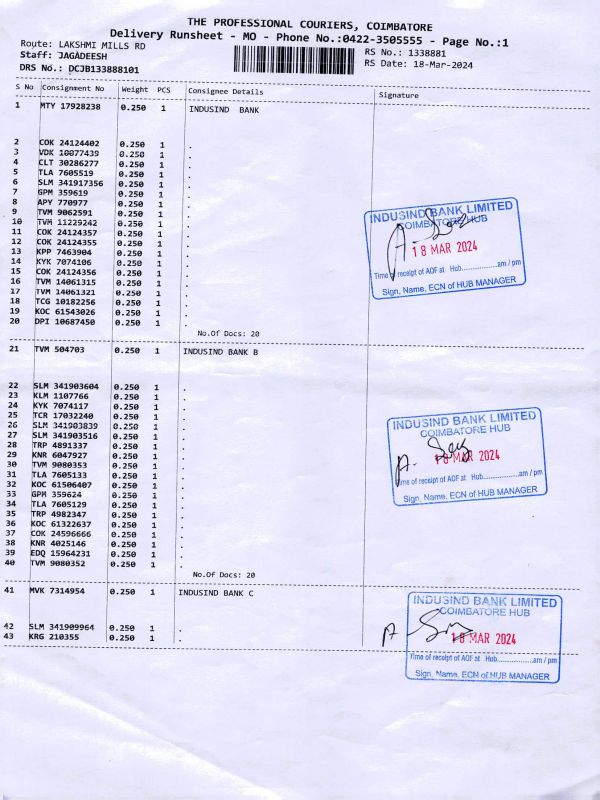 THE PROFESSIONAL COURIERS, COIMBATORE
Delivery Runsheet - MO - Phone No.:0422-3505555 - Page No.:1
Route: LAKSHMI MILLS RD
RS No.: 1338881
Staff: JAGADEESH
RS Date: 18-Mar-2024
DRS No.: DCJB133888101
S No Consignment No Weight PCS Consignee Details Signature
1 MTY 17928238 0.250 1 INDUSIND BANK
2 COK 24124402 0.250 1 .
3 VDK 10077439 0.250 1 .
4 CLT 30286277 0.250 1 .
5 TLA 7605519 0.250 1 .
6 SLM 341917356 0.250 1 .
7 GPM 359619 0.250 1 .
8 APY 770977 0.250 1 .
9 TVM 9062591 0.250 1 .
10 TVM 11229242 0.250 1 .
11 COK 24124357 0.250 1 .
12 COK 24124355 0.250 1 .
13 KPP 7463904 0.250 1 .
14 KYK 7074106 0.250 1 .
15 COK 24124356 0.250 1 .
16 TVM 14061315 0.250 1 .
17 TVM 14061321 0.250 1 .
18 TCG 10182256 0.250 1 .
19 KOC 61543026 0.250 1 .
20 DPI 10687450 0.250 1 .
No.Of Docs: 20
INDUSIND BANK LIMITED
COIMBATORE HUB
18 MAR 2024
Time of receipt of AOF at Hub..................am / pm
Sign, Name, ECN of HUB MANAGER
21 TVM 504703 0.250 1 INDUSIND BANK B
22 SLM 341903604 0.250 1 .
23 KLM 1107766 0.250 1 .
24 KYK 7074117 0.250 1 .
25 TCR 17032240 0.250 1 .
26 SLM 341903839 0.250 1 .
27 SLM 341903516 0.250 1 .
28 TRP 4891337 0.250 1 .
29 KNR 6047927 0.250 1 .
30 TVM 9080353 0.250 1 .
31 TLA 7605133 0.250 1 .
32 KOC 61506407 0.250 1 .
33 GPM 359624 0.250 1 .
34 TLA 7605129 0.250 1 .
35 TRP 4982347 0.250 1 .
36 KOC 61322637 0.250 1 .
37 COK 24596666 0.250 1 .
38 KNR 4025146 0.250 1 .
39 EDQ 15964231 0.250 1 .
40 TVM 9080352 0.250 1 .
No.Of Docs: 20
INDUSIND BANK LIMITED
COIMBATORE HUB
18 MAR 2024
Time of receipt of AOF at Hub..................am / pm
Sign, Name, ECN of HUB MANAGER
41 MVK 7314954 0.250 1 INDUSIND BANK C
42 SLM 341909964 0.250 1 .
43 KRG 210355 0.250 1 .
INDUSIND BANK LIMITED
COIMBATORE HUB
18 MAR 2024
Time of receipt of AOF at Hub..................am / pm
Sign, Name, ECN of HUB MANAGER